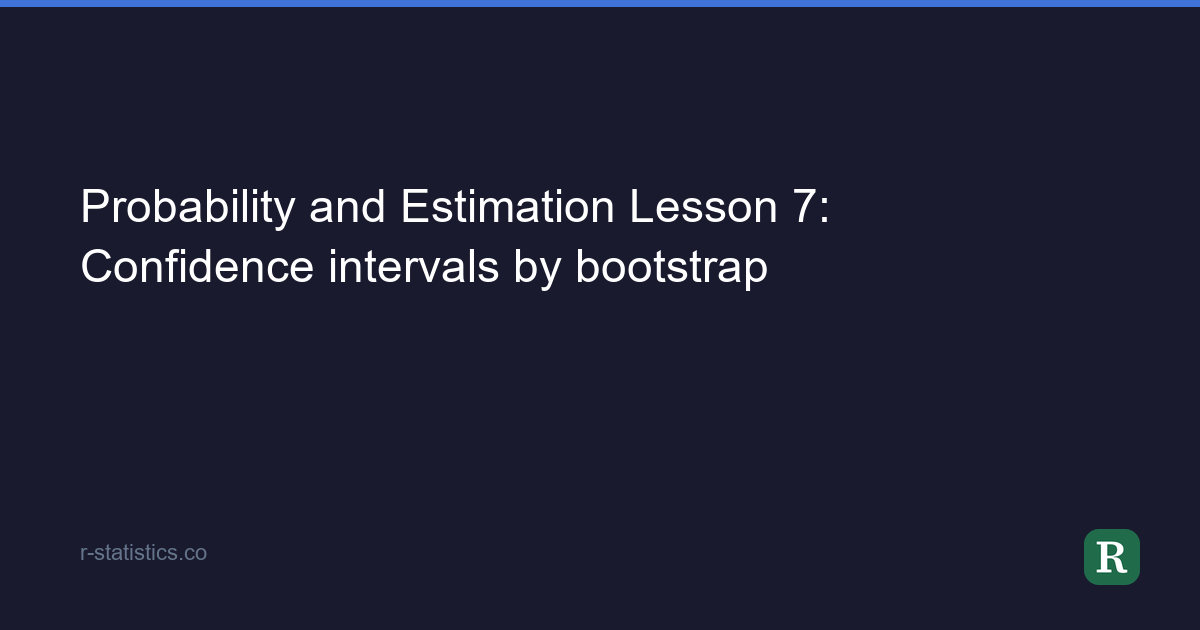 Probability and Estimation Lesson 7:
Confidence intervals by bootstrap
r-statistics.co
R